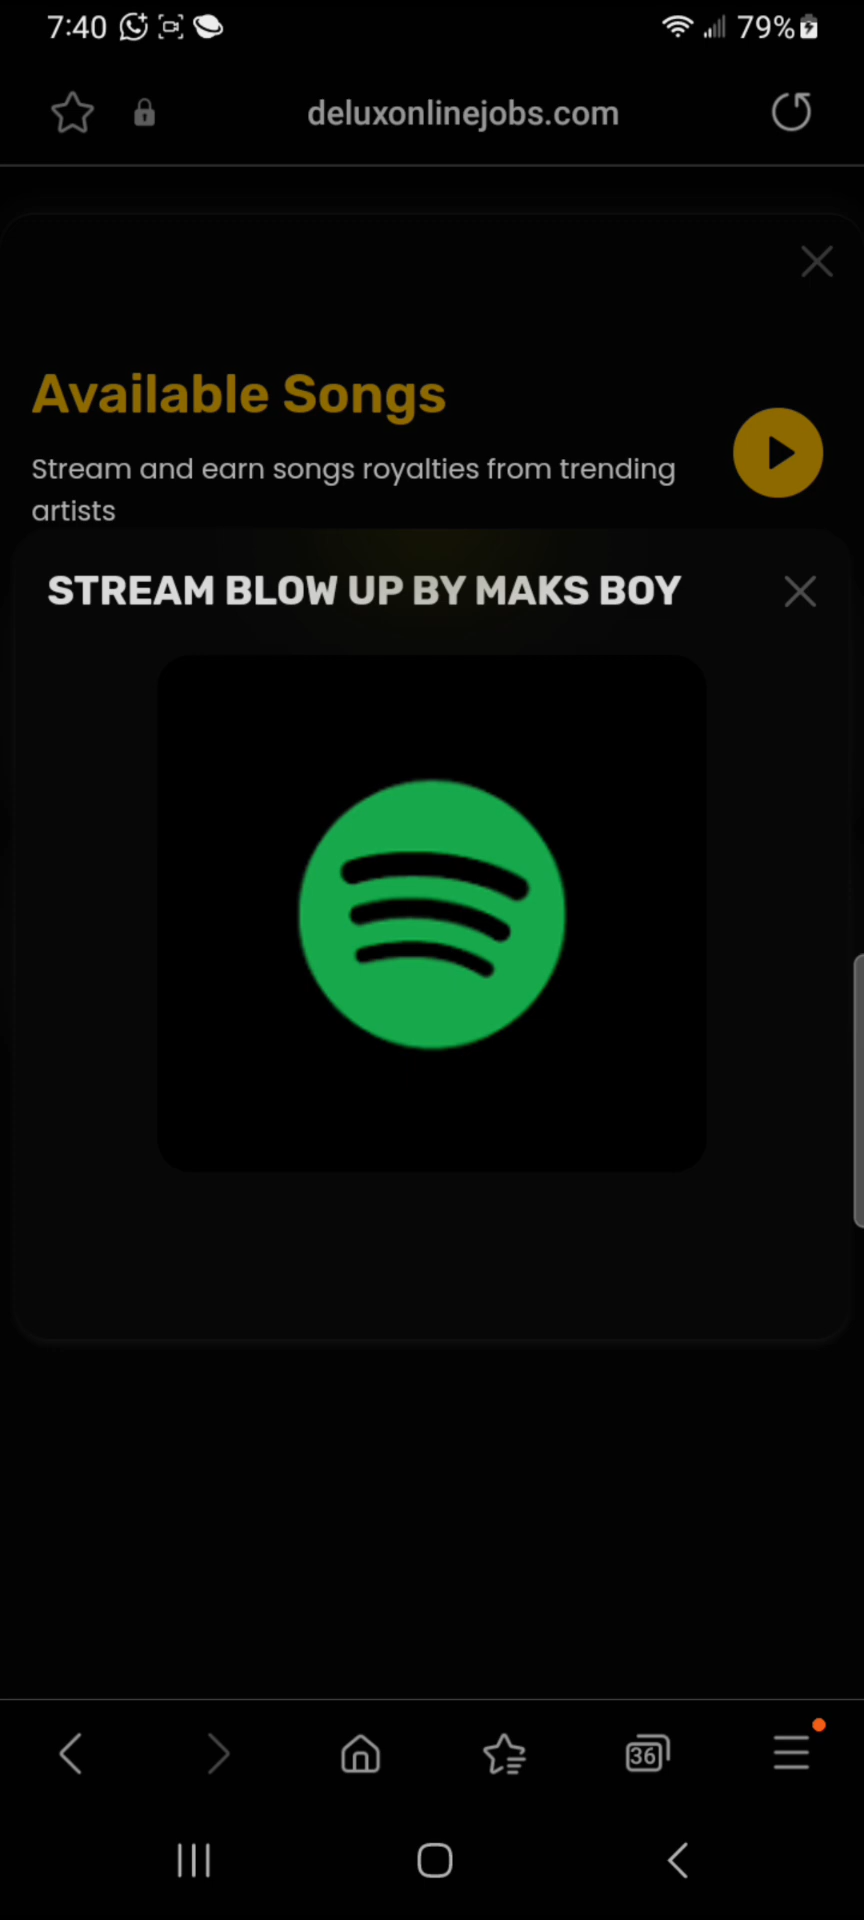 7:40 79%
deluxonlinejobs.com
Available Songs
Stream and earn songs royalties from trending
artists
STREAM BLOW UP BY MAKS BOY
36